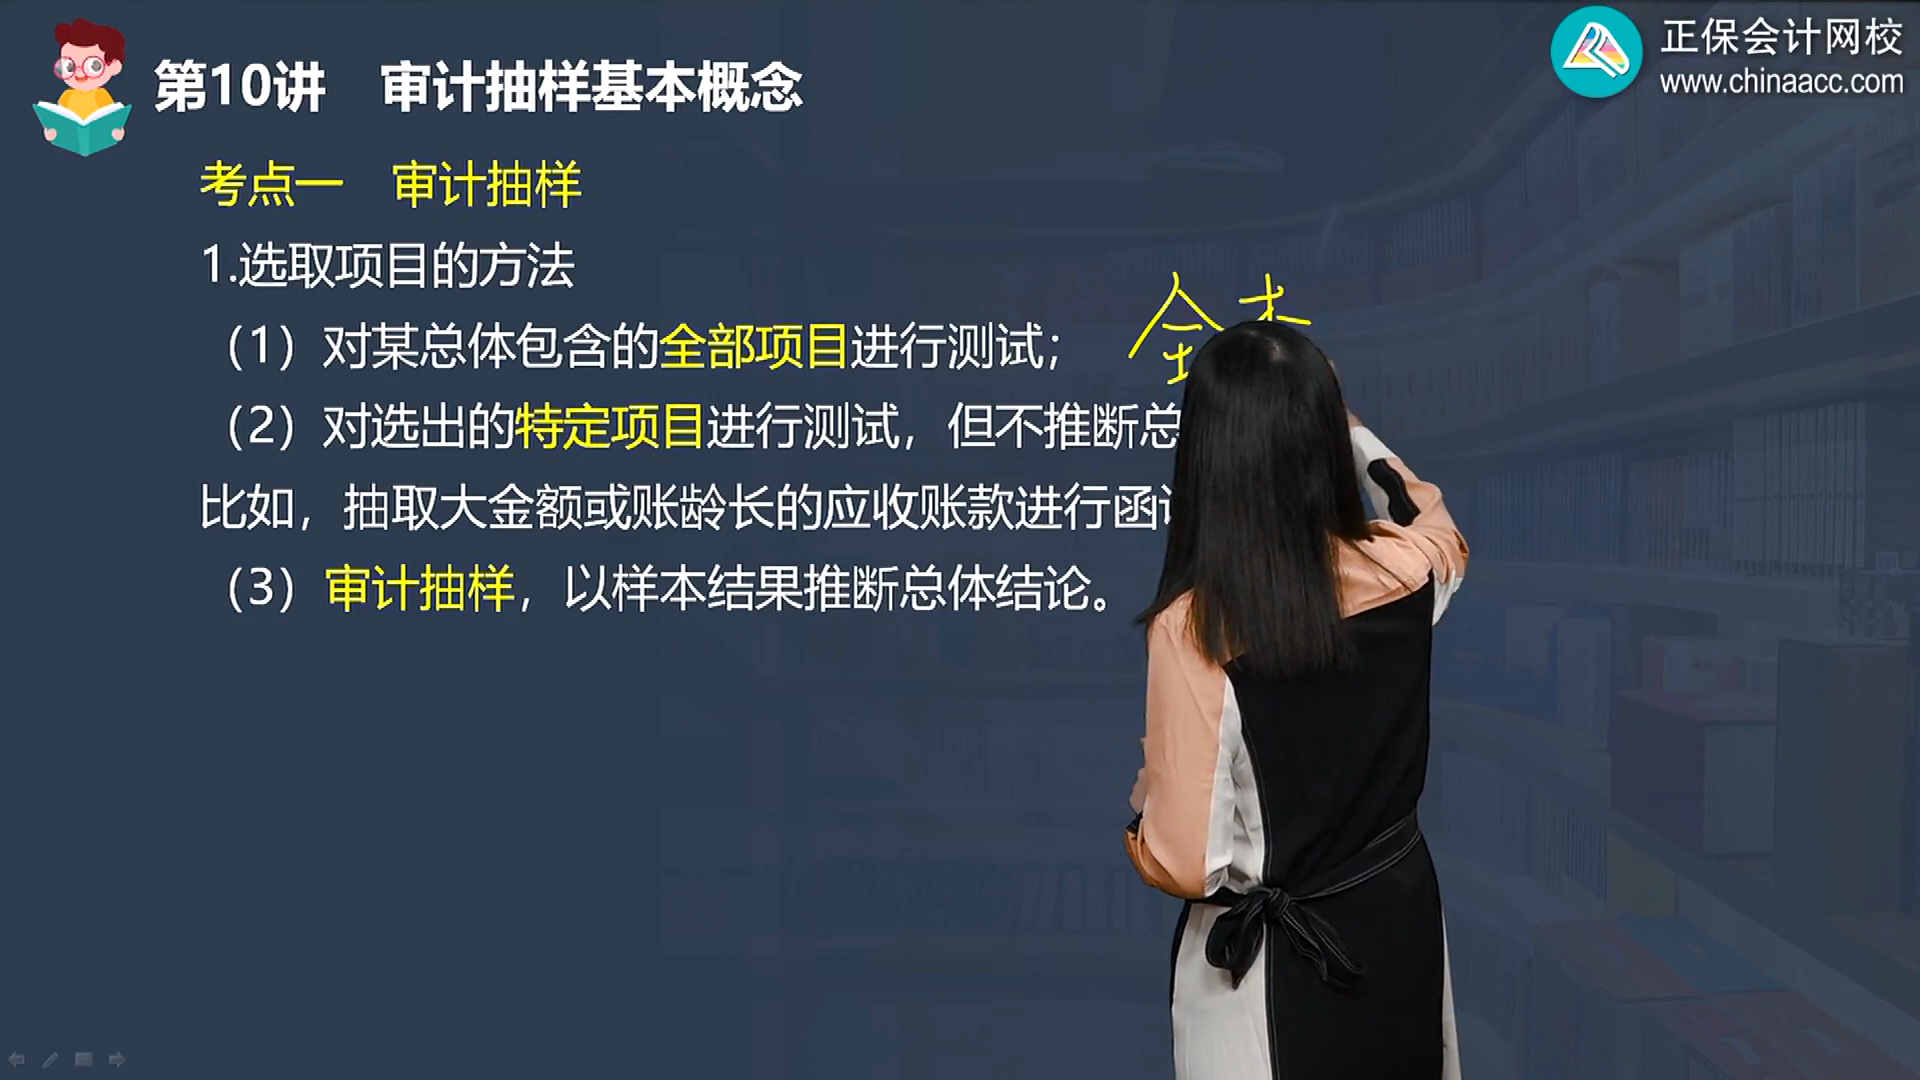 正保会计网校
www.chinaacc.com
第10讲 审计抽样基本概念
考点一 审计抽样
1.选取项目的方法
（1）对某总体包含的全部项目进行测试；
全
（2）对选出的特定项目进行测试，但不推断总
比如，抽取大金额或账龄长的应收账款进行函
（3）审计抽样，以样本结果推断总体结论。